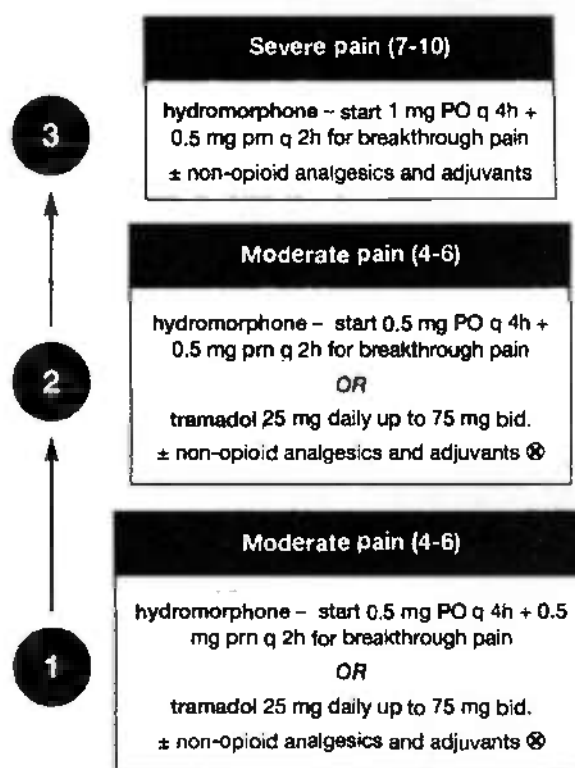 Severe pain (7-10)
3
hydromorphone – start 1 mg PO q 4h +
0.5 mg prn q 2h for breakthrough pain
± non-opioid analgesics and adjuvants
Moderate pain (4-6)
2
hydromorphone – start 0.5 mg PO q 4h +
0.5 mg prn q 2h for breakthrough pain
OR
tramadol 25 mg daily up to 75 mg bid.
± non-opioid analgesics and adjuvants ⊗
Moderate pain (4-6)
1
hydromorphone – start 0.5 mg PO q 4h + 0.5
mg prn q 2h for breakthrough pain
OR
tramadol 25 mg daily up to 75 mg bid.
± non-opioid analgesics and adjuvants ⊗